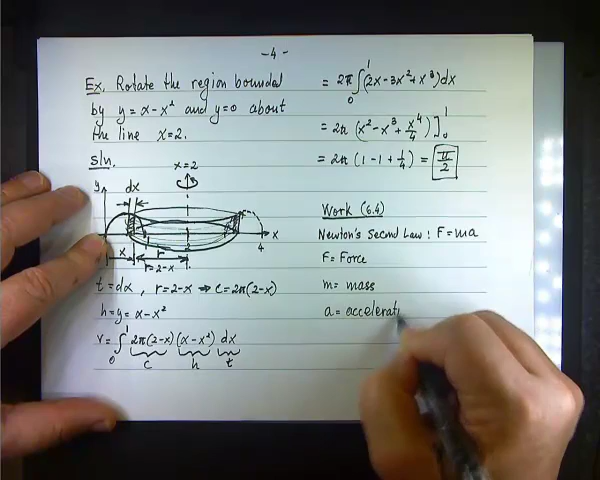 -4-
Ex. Rotate the region bounded
by y = x - x² and y=0 about
the line x=2.
sln.
x=2
y
dx
x
1
2
4
x
r
r=2-x
t = dx , r=2-x ⇒ c=2π(2-x)
h=y= x-x²
V= ∫₀¹ 2π(2-x)(x-x²) dx
c h t
= 2π ∫₀¹ (2x-3x²+x³)dx
= 2π (x²-x³+x⁴/4)]₀¹
= 2π (1-1+1/4) = π/2
Work (6.4)
Newton's Second Law: F=ma
F= Force
m= mass
a= accelerati